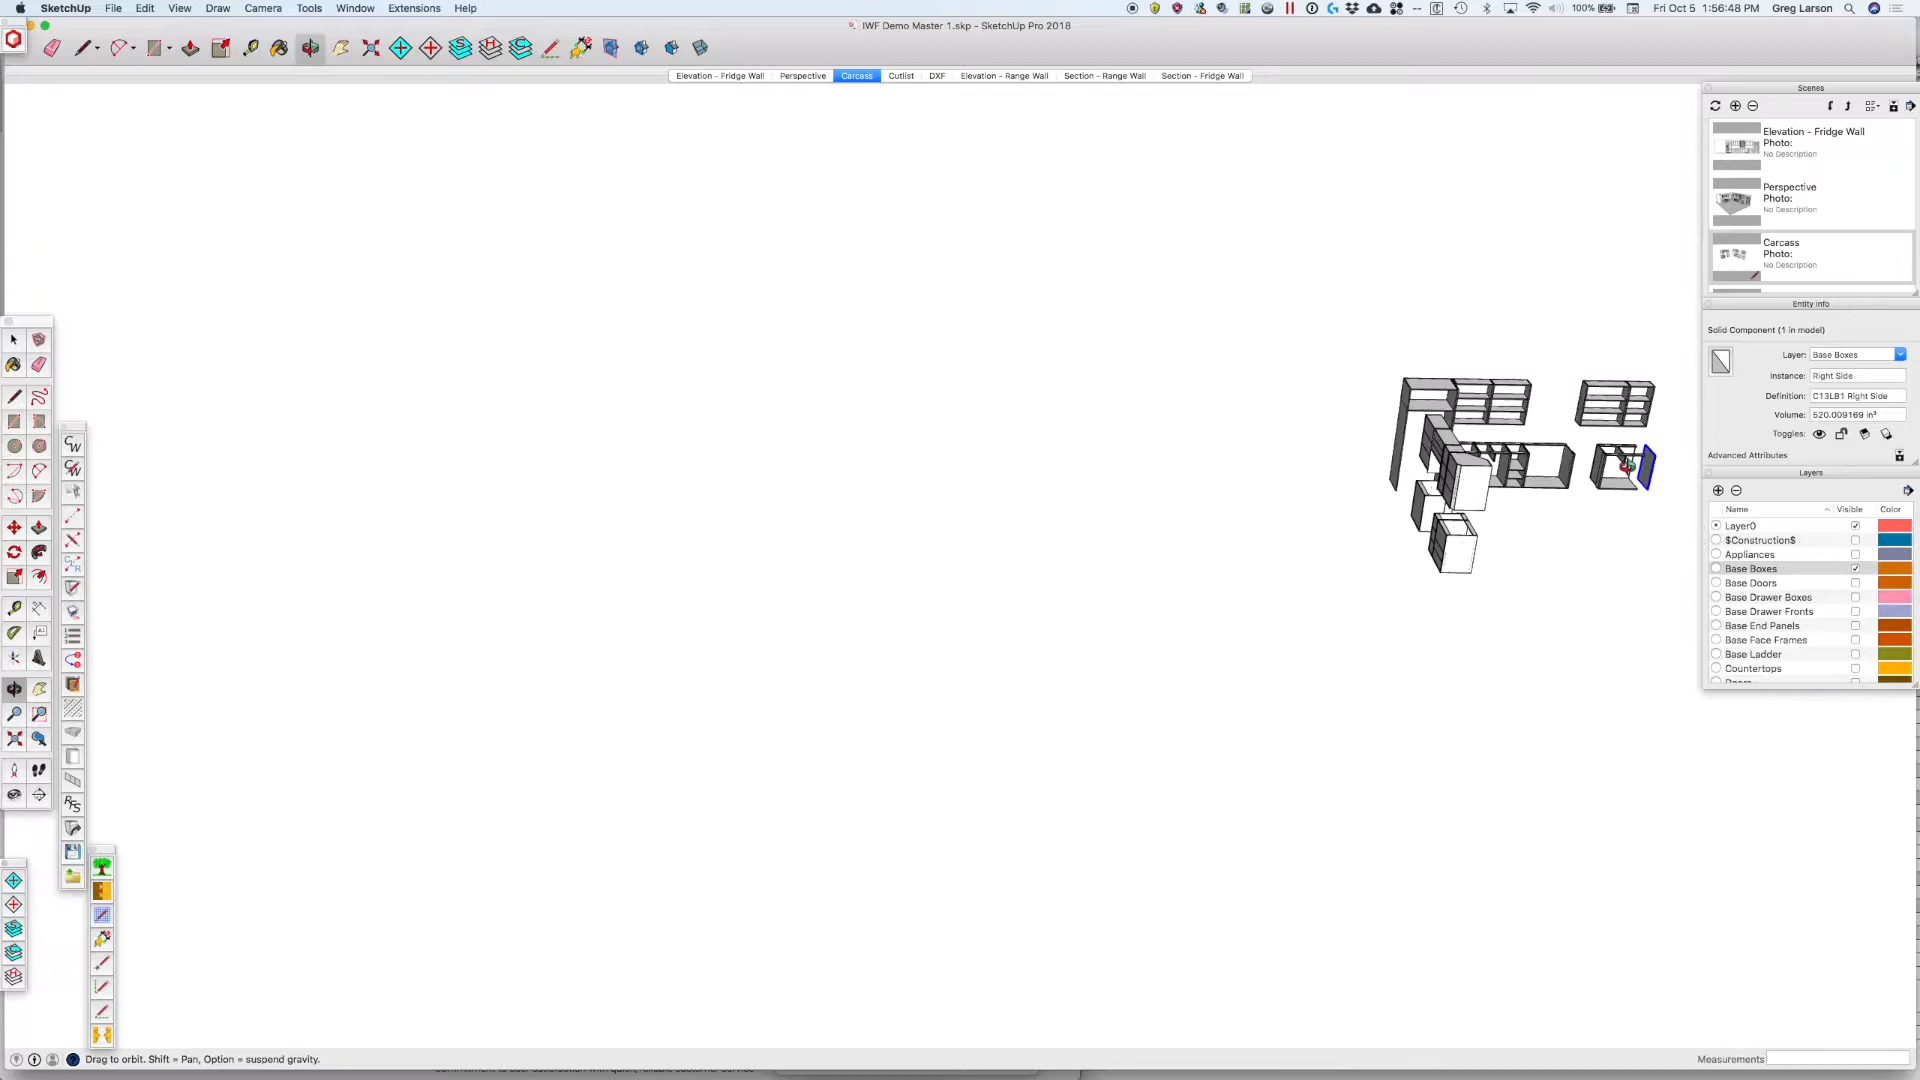 SketchUp File Edit View Draw Camera Tools Window Extensions Help
100% Fri Oct 5 1:56:48 PM Greg Larson
IWF Demo Master 1.skp - SketchUp Pro 2018
Elevation - Fridge Wall Perspective Carcass Cutlist DXF Elevation - Range Wall Section - Range Wall Section - Fridge Wall
Scenes
Elevation - Fridge Wall
Photo:
No Description
Perspective
Photo:
No Description
Carcass
Photo:
No Description
Entity Info
Solid Component (1 in model)
Layer: Base Boxes
Instance: Right Side
Definition: C13LB1 Right Side
Volume: 520.009169 in³
Toggles:
Advanced Attributes
Layers
Name Visible Color
Layer0
$Construction$
Appliances
Base Boxes
Base Doors
Base Drawer Boxes
Base Drawer Fronts
Base End Panels
Base Face Frames
Base Ladder
Countertops
Doors
CW
CW
CLR
RFS
Drag to orbit. Shift = Pan, Option = suspend gravity.
Measurements